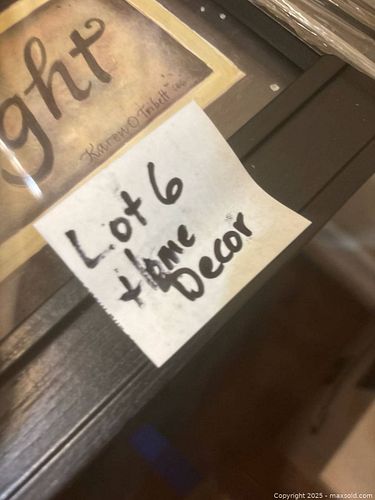 ght
Karen O Tribett
Lot 6
Home
Decor
Copyright 2025 - maxsold.com